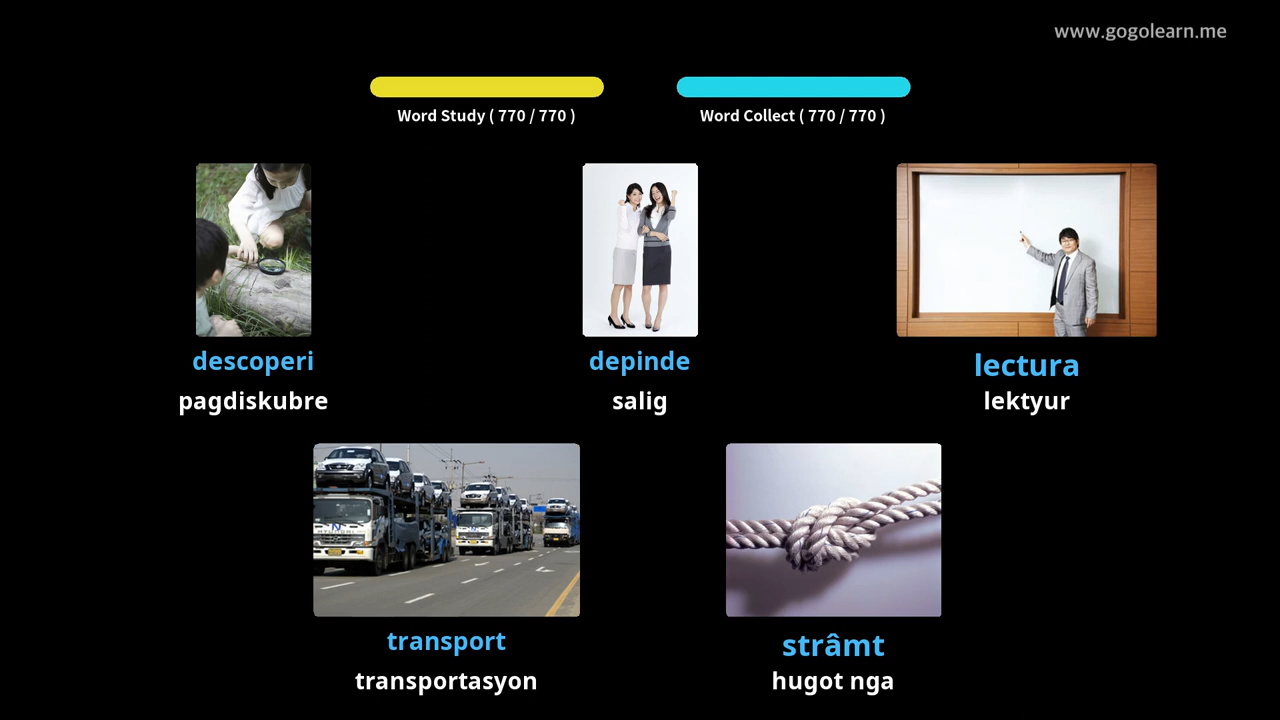 www.gogolearn.me
Word Study ( 770 / 770 )
Word Collect ( 770 / 770 )
descoperi
pagdiskubre
depinde
salig
lectura
lektyur
transport
transportasyon
strâmt
hugot nga